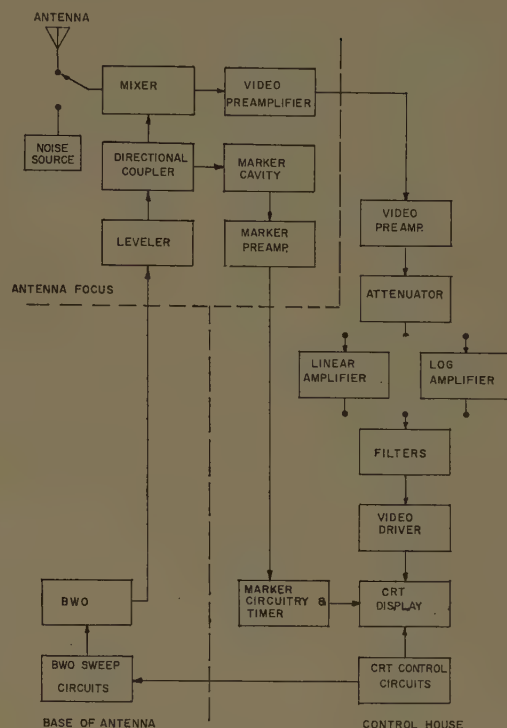 ANTENNA
MIXER
VIDEO
PREAMPLIFIER
NOISE
SOURCE
DIRECTIONAL
COUPLER
MARKER
CAVITY
LEVELER
MARKER
PREAMP.
VIDEO
PREAMP.
ANTENNA FOCUS
ATTENUATOR
LINEAR
AMPLIFIER
LOG
AMPLIFIER
FILTERS
VIDEO
DRIVER
BWO
MARKER
CIRCUITRY &
TIMER
CRT
DISPLAY
BWO SWEEP
CIRCUITS
CRT CONTROL
CIRCUITS
BASE OF ANTENNA
CONTROL HOUSE